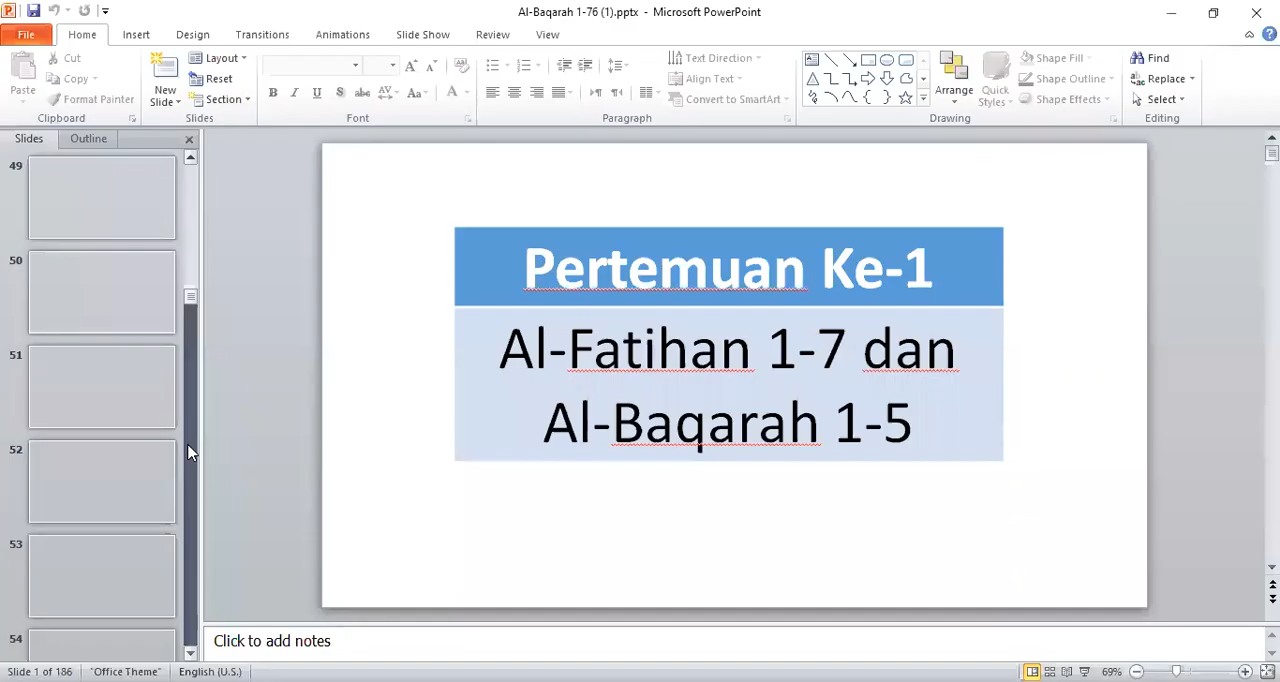 Al-Baqarah 1-76 (1).pptx - Microsoft PowerPoint
File Home Insert Design Transitions Animations Slide Show Review View
Paste
Cut
Copy
Format Painter
Clipboard
New Slide
Layout
Reset
Section
Slides
B I U S abc AV Aa A
Font
Text Direction
Align Text
Convert to SmartArt
Paragraph
Arrange
Quick Styles
Shape Fill
Shape Outline
Shape Effects
Drawing
Find
Replace
Select
Editing
Slides Outline
49
50
51
52
53
54
Pertemuan Ke-1
Al-Fatihan 1-7 dan
Al-Baqarah 1-5
Click to add notes
Slide 1 of 186 "Office Theme" English (U.S.) 69%